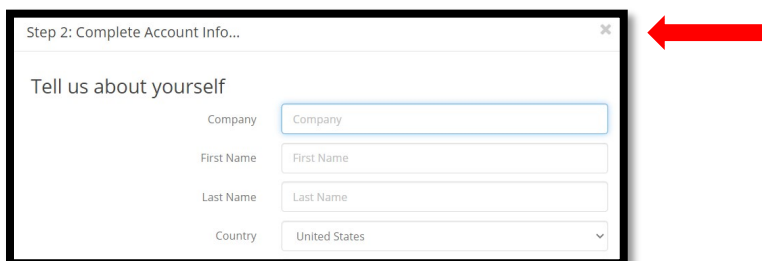 Step 2: Complete Account Info...
Tell us about yourself
Company Company
First Name First Name
Last Name Last Name
Country United States